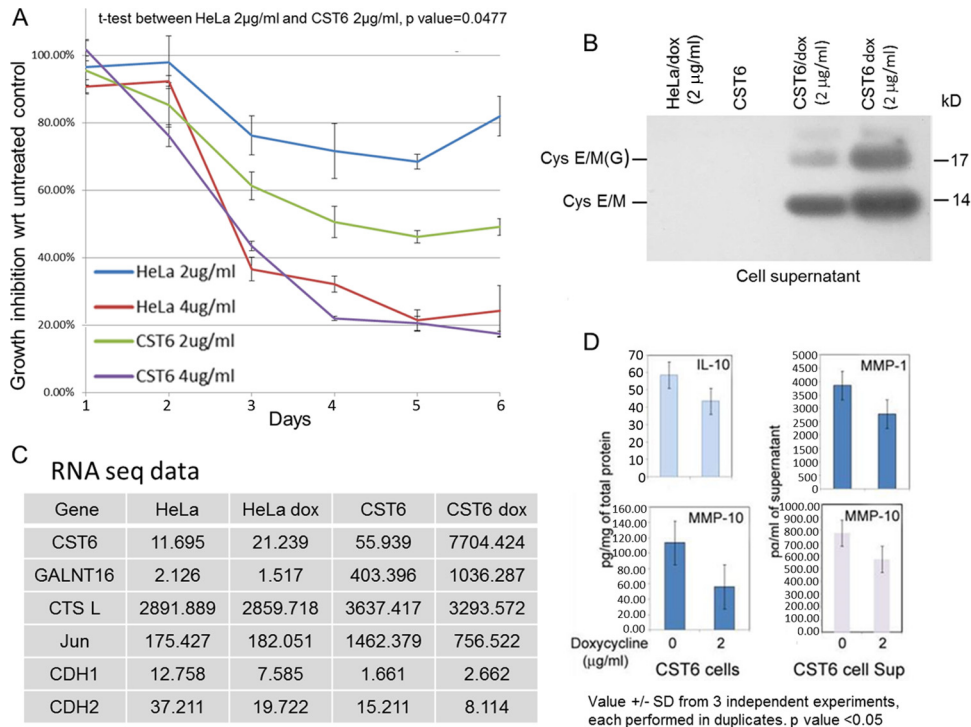 A
t-test between HeLa 2µg/ml and CST6 2µg/ml, p value=0.0477
Growth inhibition wrt untreated control
100.00%
80.00%
60.00%
40.00%
20.00%
0.00%
HeLa 2ug/ml
HeLa 4ug/ml
CST6 2ug/ml
CST6 4ug/ml
1 2 3 4 5 6
Days
B
HeLa/dox
(2 µg/ml)
CST6
CST6/dox
(2 µg/ml)
CST6 dox
(2 µg/ml)
kD
Cys E/M(G)
17
Cys E/M
14
Cell supernatant
C
RNA seq data
Gene HeLa HeLa dox CST6 CST6 dox
CST6 11.695 21.239 55.939 7704.424
GALNT16 2.126 1.517 403.396 1036.287
CTS L 2891.889 2859.718 3637.417 3293.572
Jun 175.427 182.051 1462.379 756.522
CDH1 12.758 7.585 1.661 2.662
CDH2 37.211 19.722 15.211 8.114
D
pg/mg of total protein
IL-10
70
60
50
40
30
20
10
0
MMP-10
160.00
140.00
120.00
100.00
80.00
60.00
40.00
20.00
0.00
pg/ml of supernatant
MMP-1
5000
4500
4000
3500
3000
2500
2000
1500
1000
500
0
MMP-10
1000.00
900.00
800.00
700.00
600.00
500.00
400.00
300.00
200.00
100.00
0.00
Doxycycline 0 2 0 2
(µg/ml)
CST6 cells CST6 cell Sup
Value +/- SD from 3 independent experiments,
each performed in duplicates, p value <0.05